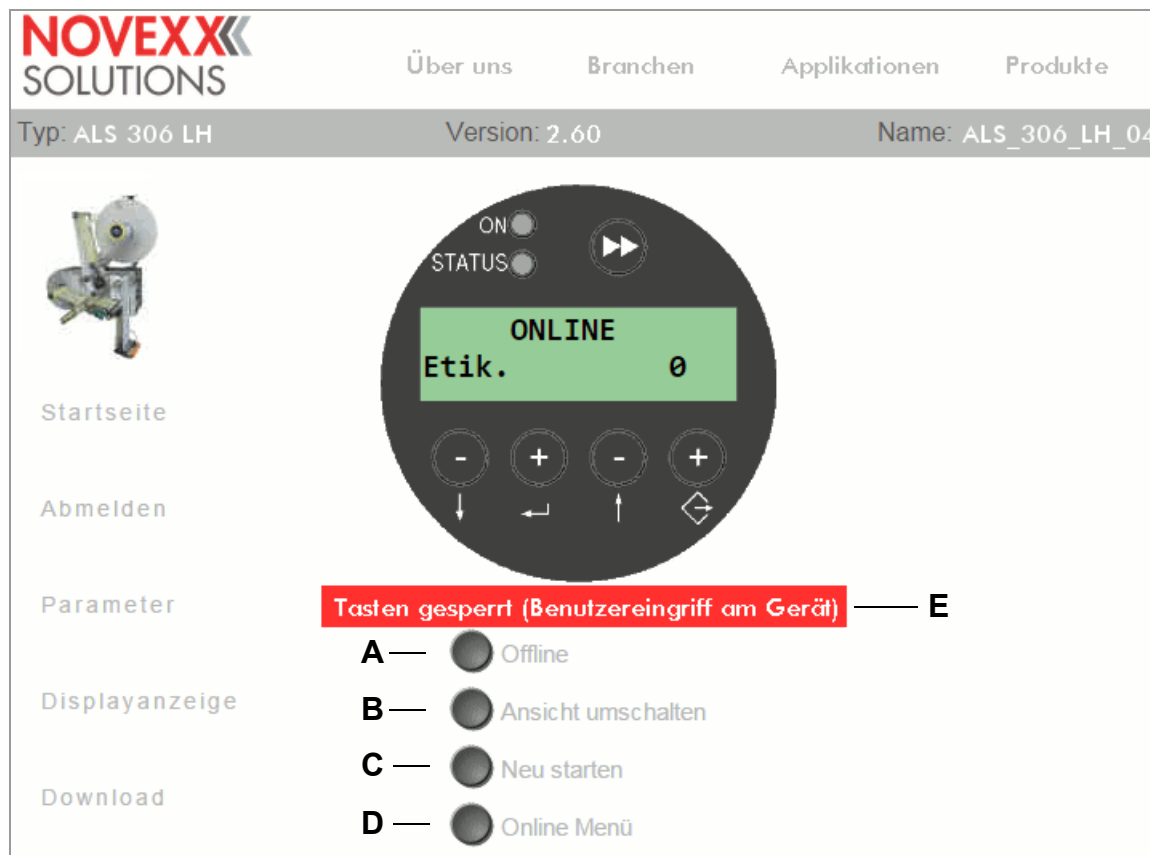 NOVEXX
SOLUTIONS
Über uns Branchen Applikationen Produkte
Typ: ALS 306 LH Version: 2.60 Name: ALS_306_LH_04
ON
STATUS
ONLINE
Etik. 0
- + - +
Startseite
Abmelden
Parameter
Displayanzeige
Download
Tasten gesperrt (Benutzereingriff am Gerät) E
A Offline
B Ansicht umschalten
C Neu starten
D Online Menü